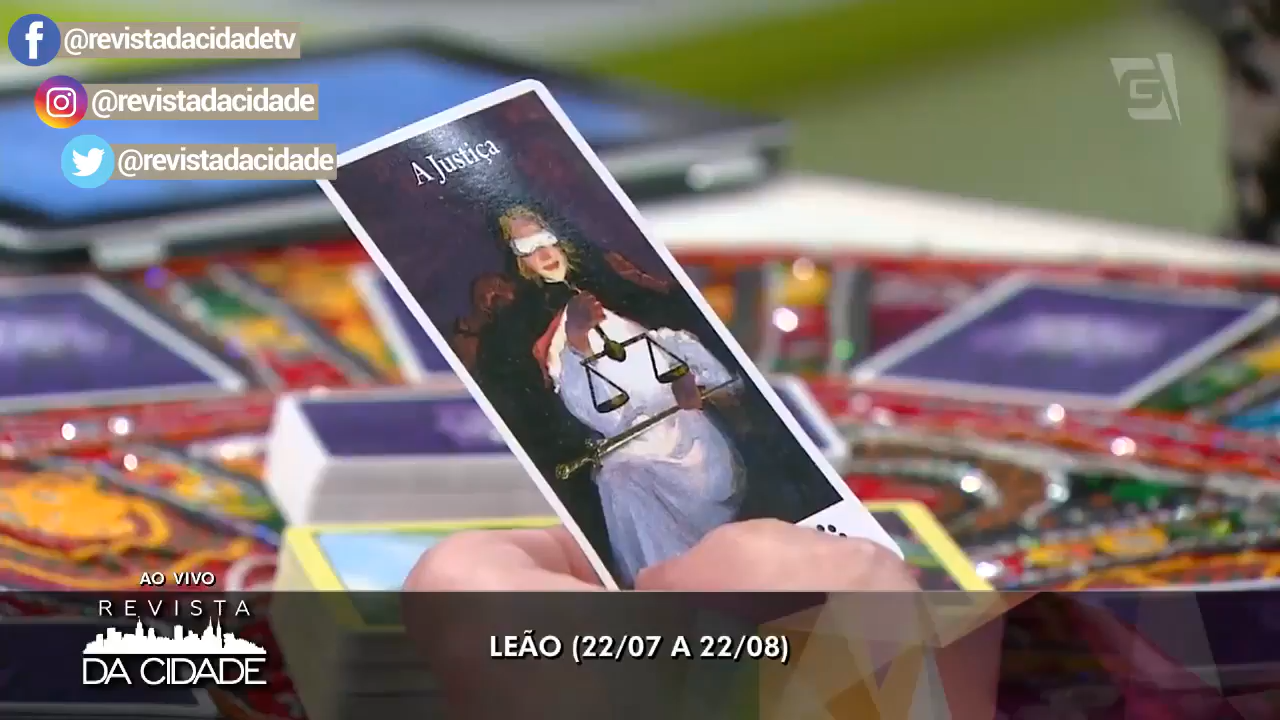 @revistadacidadetv
@revistadacidade
@revistadacidade
A Justiça
AO VIVO
REVISTA
DA CIDADE
LEÃO (22/07 A 22/08)